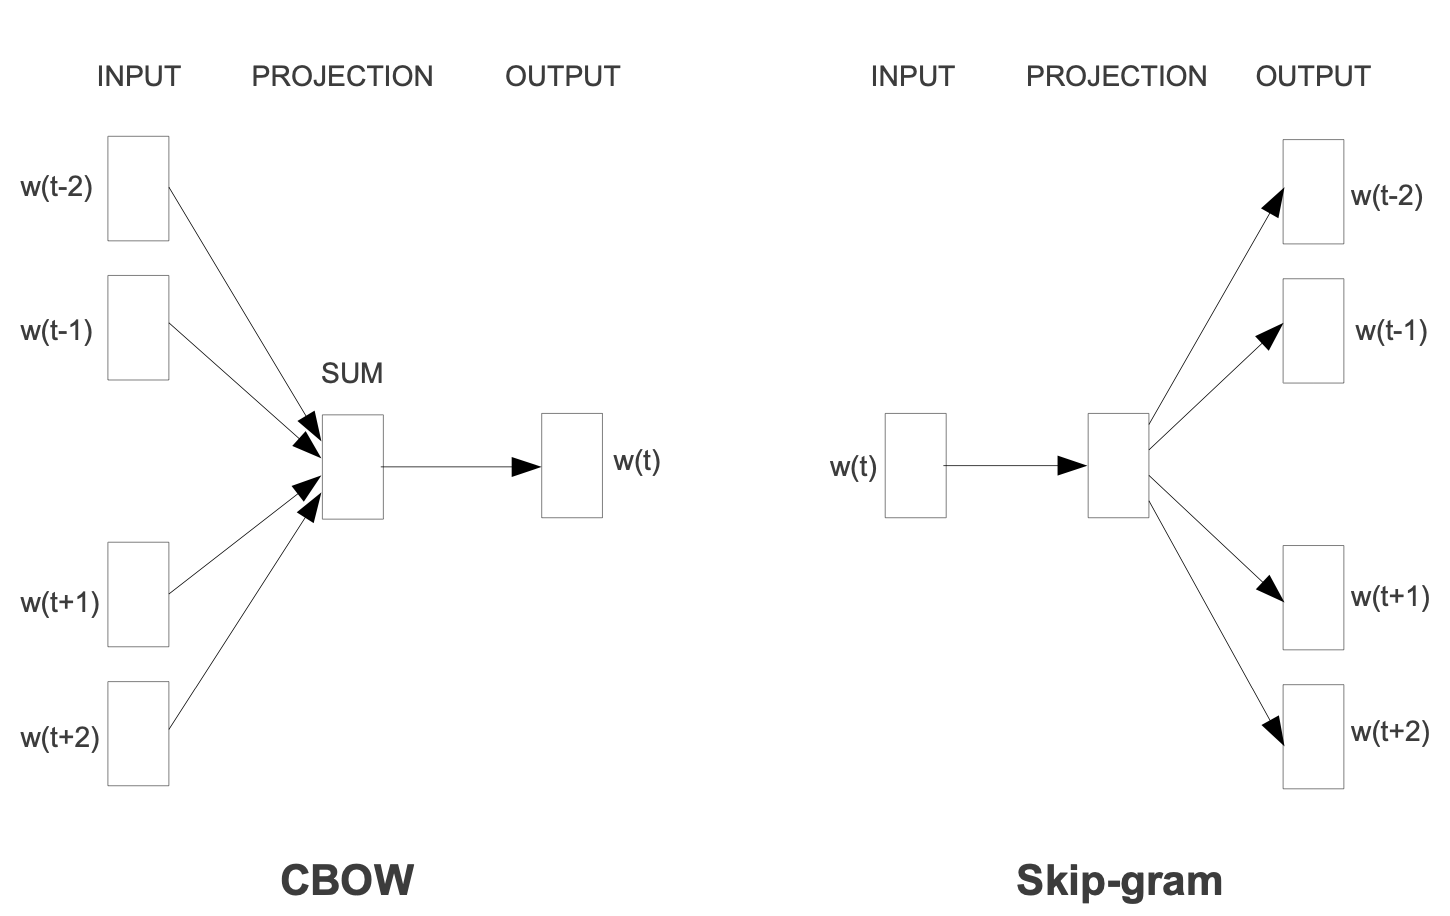 INPUT PROJECTION OUTPUT
w(t-2)
w(t-1)
SUM
w(t)
w(t+1)
w(t+2)
CBOW
INPUT PROJECTION OUTPUT
w(t-2)
w(t-1)
w(t)
w(t+1)
w(t+2)
Skip-gram